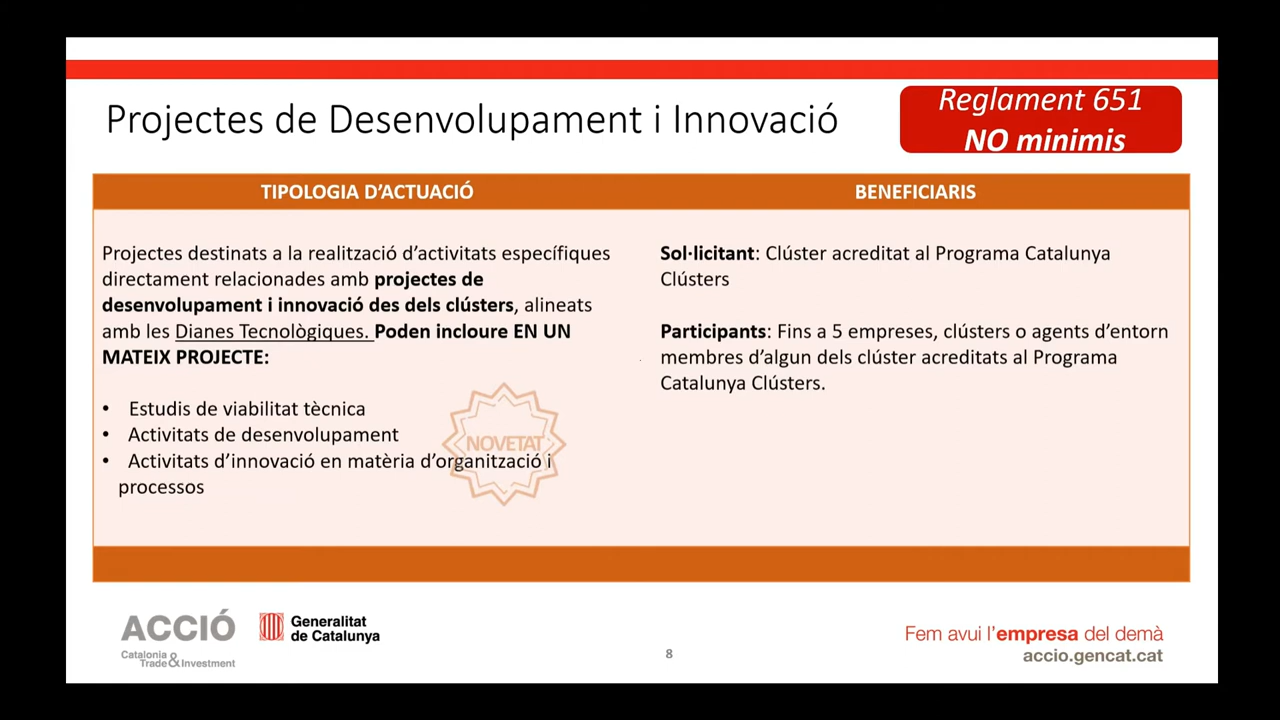 Projectes de Desenvolupament i Innovació
Reglament 651
NO minimis
TIPOLOGIA D'ACTUACIÓ
Projectes destinats a la realització d'activitats específiques
directament relacionades amb projectes de
desenvolupament i innovació des dels clústers, alineats
amb les Dianes Tecnològiques. Poden incloure EN UN
MATEIX PROJECTE:
• Estudis de viabilitat tècnica
• Activitats de desenvolupament
• Activitats d'innovació en matèria d'organització i
processos
NOVETAT
BENEFICIARIS
Sol·licitant: Clúster acreditat al Programa Catalunya
Clústers
Participants: Fins a 5 empreses, clústers o agents d'entorn
membres d'algun dels clúster acreditats al Programa
Catalunya Clústers.
ACCIÓ
Catalonia
Trade & Investment
Generalitat
de Catalunya
8
Fem avui l'empresa del demà
accio.gencat.cat